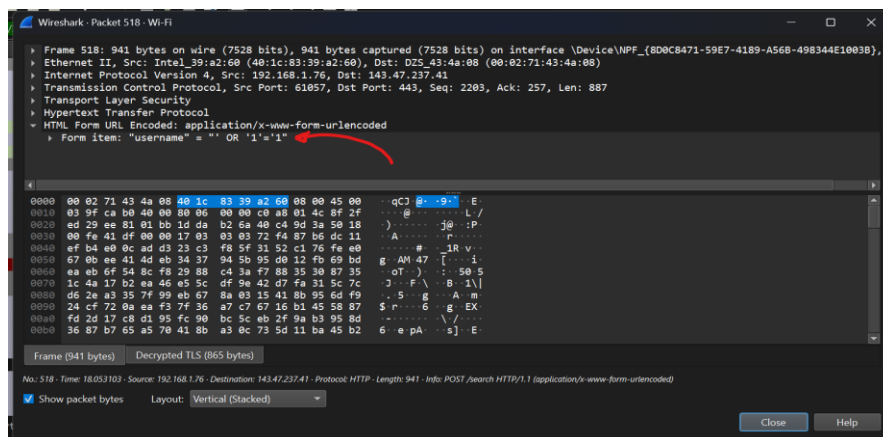 Wireshark · Packet 518 · Wi-Fi
Frame 518: 941 bytes on wire (7528 bits), 941 bytes captured (7528 bits) on interface \Device\NPF_{8D0C8471-59E7-4189-A56B-498344E1003B},
Ethernet II, Src: Intel_39:a2:60 (40:1c:83:39:a2:60), Dst: DZS_43:4a:08 (00:02:71:43:4a:08)
Internet Protocol Version 4, Src: 192.168.1.76, Dst: 143.47.237.41
Transmission Control Protocol, Src Port: 61057, Dst Port: 443, Seq: 2203, Ack: 257, Len: 887
Transport Layer Security
Hypertext Transfer Protocol
HTML Form URL Encoded: application/x-www-form-urlencoded
Form item: "username" = "' OR '1'='1"
0000 00 02 71 43 4a 08 40 1c 83 39 a2 60 08 00 45 00 ··qCJ·@· ·9·`··E·
0010 03 9f ca b0 40 00 80 06 00 00 c0 a8 01 4c 8f 2f ····@··· ·····L·/
0020 ed 29 ee 81 01 bb 1d da b2 6a 40 c4 9d 3a 50 18 ·)······ ·j@··:P·
0030 00 fe 41 df 00 00 17 03 03 03 72 f4 87 b6 dc 11 ··A····· ··r·····
0040 ef b4 e0 0c ad d3 23 c3 f8 5f 31 52 c1 76 fe e0 ······#· ·_1R·v··
0050 67 0b ee 41 4d eb 34 37 94 5b 95 d0 12 fb 69 bd g··AM·47 ·[····i·
0060 ea eb 6f 54 8c f8 29 88 c4 3a f7 88 35 30 87 35 ··oT··)· ·:··50·5
0070 1c 4a 17 b2 ea 46 e5 5c df 9e 42 d7 fa 31 5c 7c ·J···F·\ ··B··1\|
0080 d6 2e a3 35 7f 99 eb 67 8a 03 15 41 8b 95 6d f9 ·.·5···g ···A··m·
0090 24 cf 72 0a ea f3 7f 36 a7 c7 67 16 b1 45 58 87 $·r····6 ··g··EX·
00a0 fd 2d 17 c8 d1 95 fc 90 bc 5c eb 2f 9a b3 95 8d ·-······ ·\·/····
00b0 36 87 b7 65 a5 70 41 8b a3 0c 73 5d 11 ba 45 b2 6··e·pA· ··s]··E·
Frame (941 bytes) Decrypted TLS (865 bytes)
No.: 518 · Time: 18.053103 · Source: 192.168.1.76 · Destination: 143.47.237.41 · Protocol: HTTP · Length: 941 · Info: POST /search HTTP/1.1 (application/x-www-form-urlencoded)
Show packet bytes Layout: Vertical (Stacked)
Close Help